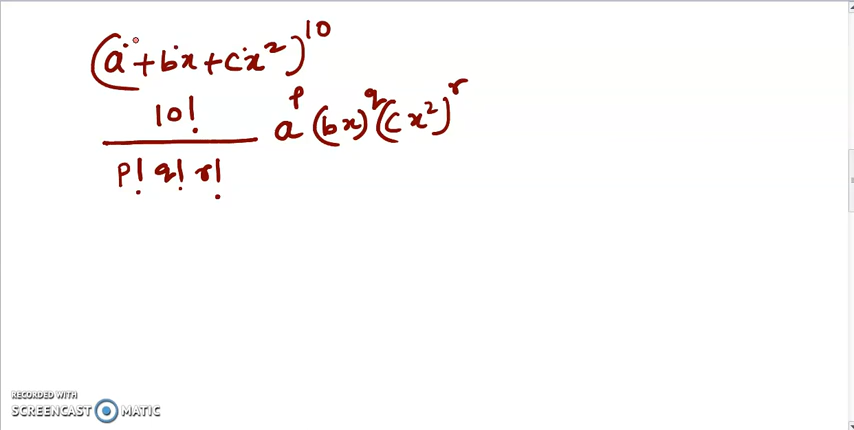 (a + bx + cx²)¹⁰
10! / p! q! r! a^p (bx)^q (cx²)^r
RECORDED WITH
SCREENCAST MATIC